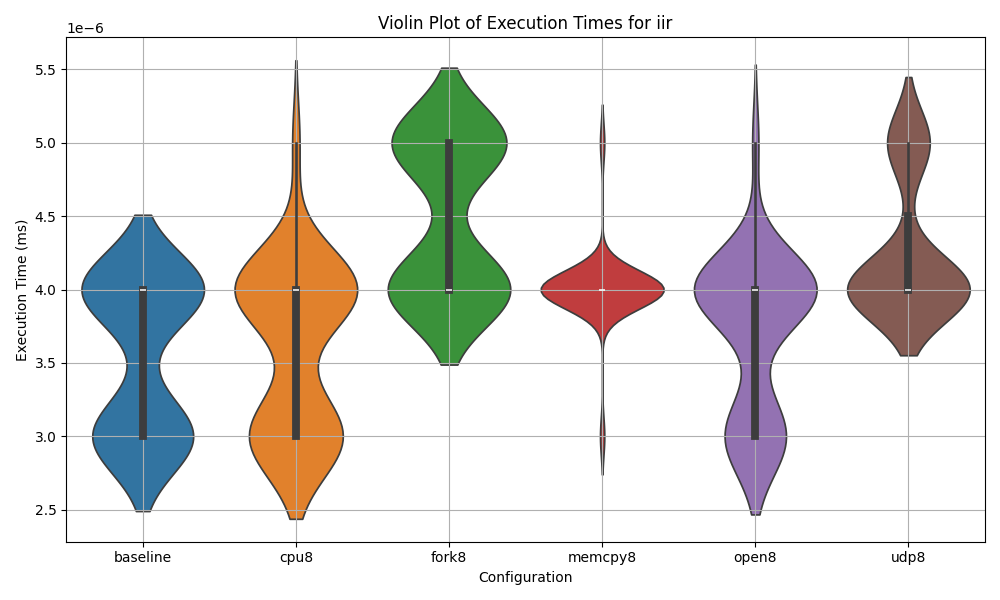 Violin Plot of Execution Times for iir
1e−6
5.5
5.0
4.5
4.0
3.5
3.0
2.5
Execution Time (ms)
baseline cpu8 fork8 memcpy8 open8 udp8
Configuration